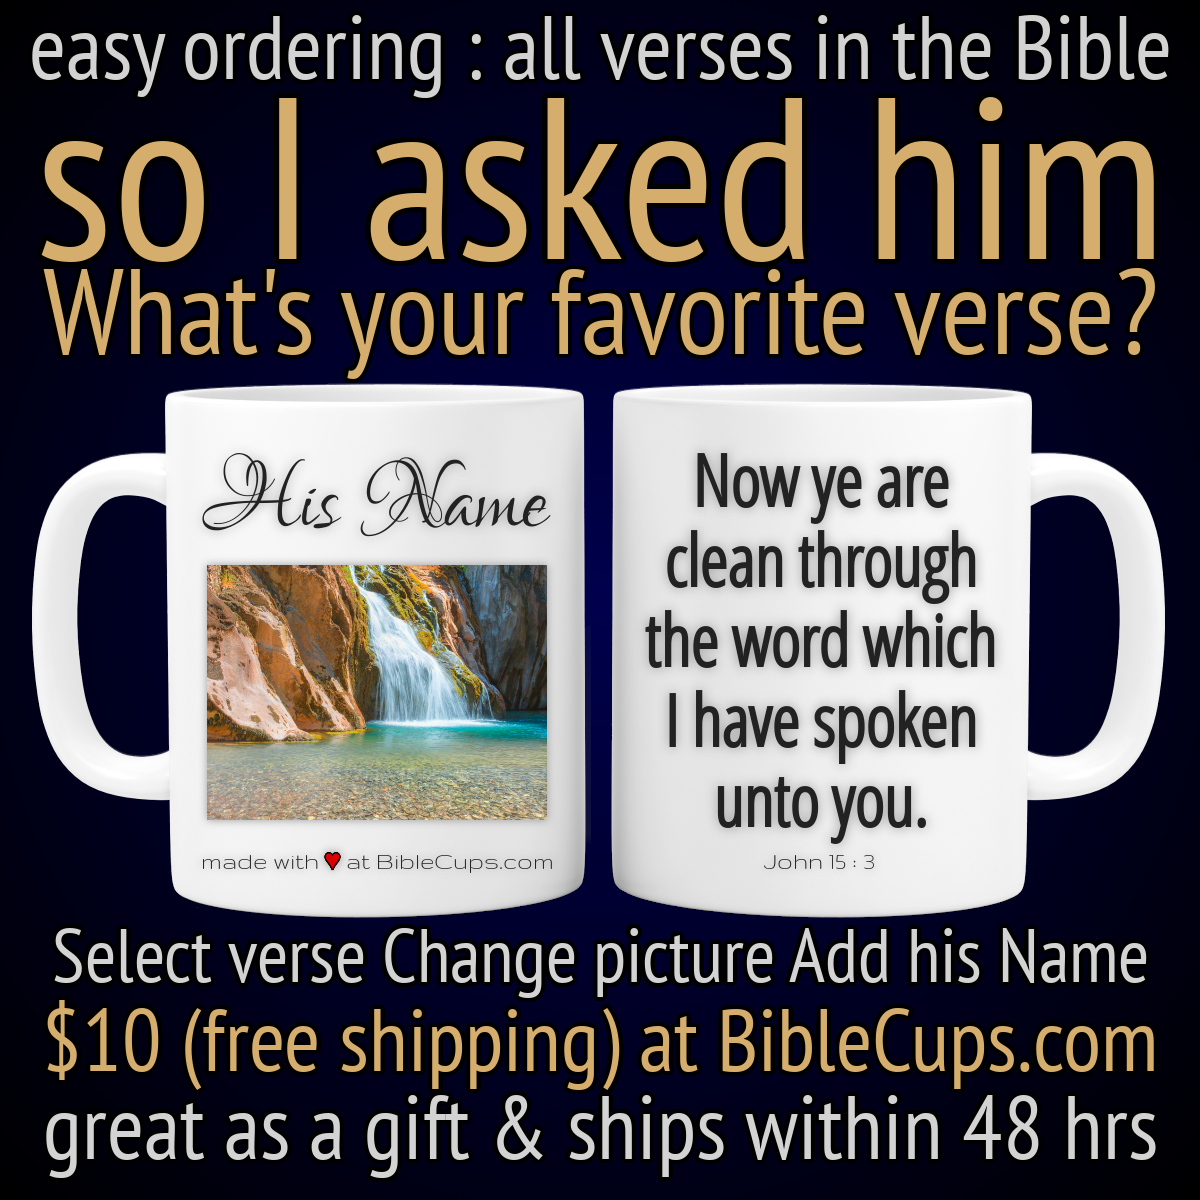 easy ordering : all verses in the Bible
so I asked him
What's your favorite verse?
His Name
made with ❤ at BibleCups.com
Now ye are
clean through
the word which
I have spoken
unto you.
John 15 : 3
Select verse Change picture Add his Name
$10 (free shipping) at BibleCups.com
great as a gift & ships within 48 hrs